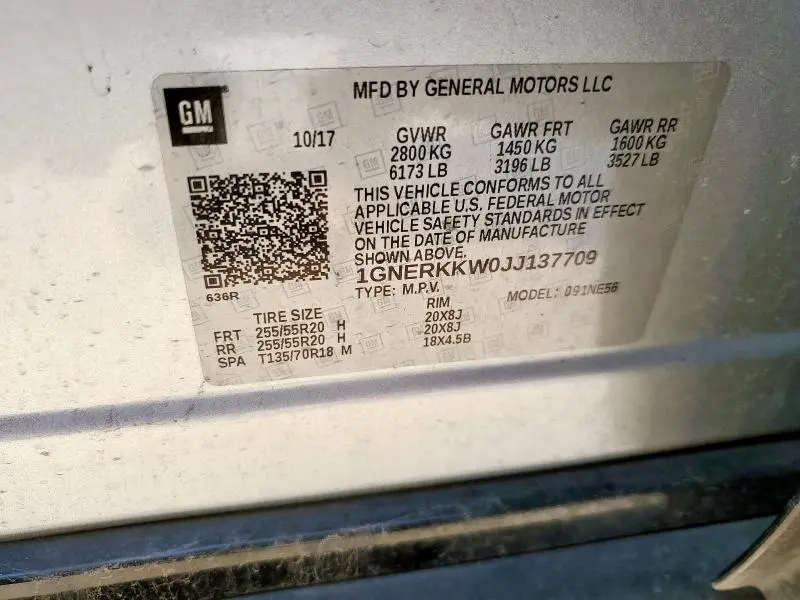 GM
MFD BY GENERAL MOTORS LLC
10/17
GVWR GAWR FRT GAWR RR
2800 KG 1450 KG 1600 KG
6173 LB 3196 LB 3527 LB
THIS VEHICLE CONFORMS TO ALL
APPLICABLE U.S. FEDERAL MOTOR
VEHICLE SAFETY STANDARDS IN EFFECT
ON THE DATE OF MANUFACTURE
SHOWN ABOVE.
1GNERKKW0JJ137709
TYPE: M.P.V. MODEL: 091NE56
636R
TIRE SIZE RIM
FRT 255/55R20 H 20X8J
RR 255/55R20 H 20X8J
SPA T135/70R18 M 18X4.5B